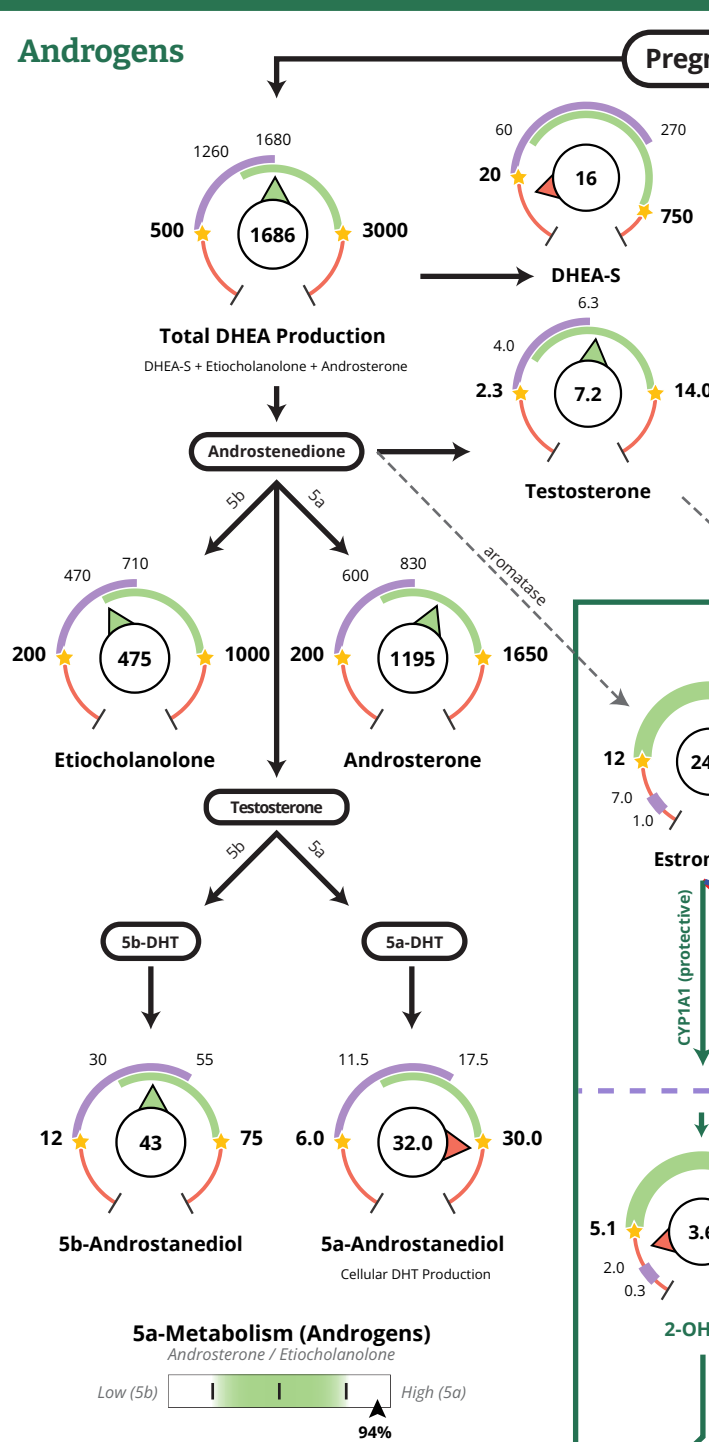 Androgens
1680
1260
500
1686
3000
Total DHEA Production
DHEA-S + Etiocholanolone + Androsterone
60
270
20
16
750
DHEA-S
6.3
4.0
2.3
7.2
14.0
Testosterone
Androstenedione
5b
5a
aromatase
470
710
200
475
1000
Etiocholanolone
600
830
200
1195
1650
Androsterone
Testosterone
5b
5a
5b-DHT
5a-DHT
30
55
12
43
75
5b-Androstanediol
11.5
17.5
6.0
32.0
30.0
5a-Androstanediol
Cellular DHT Production
5a-Metabolism (Androgens)
Androsterone / Etiocholanolone
Low (5b)
High (5a)
94%
12
7.0
1.0
CYP1A1 (protective)
5.1
2.0
0.3
2-OH